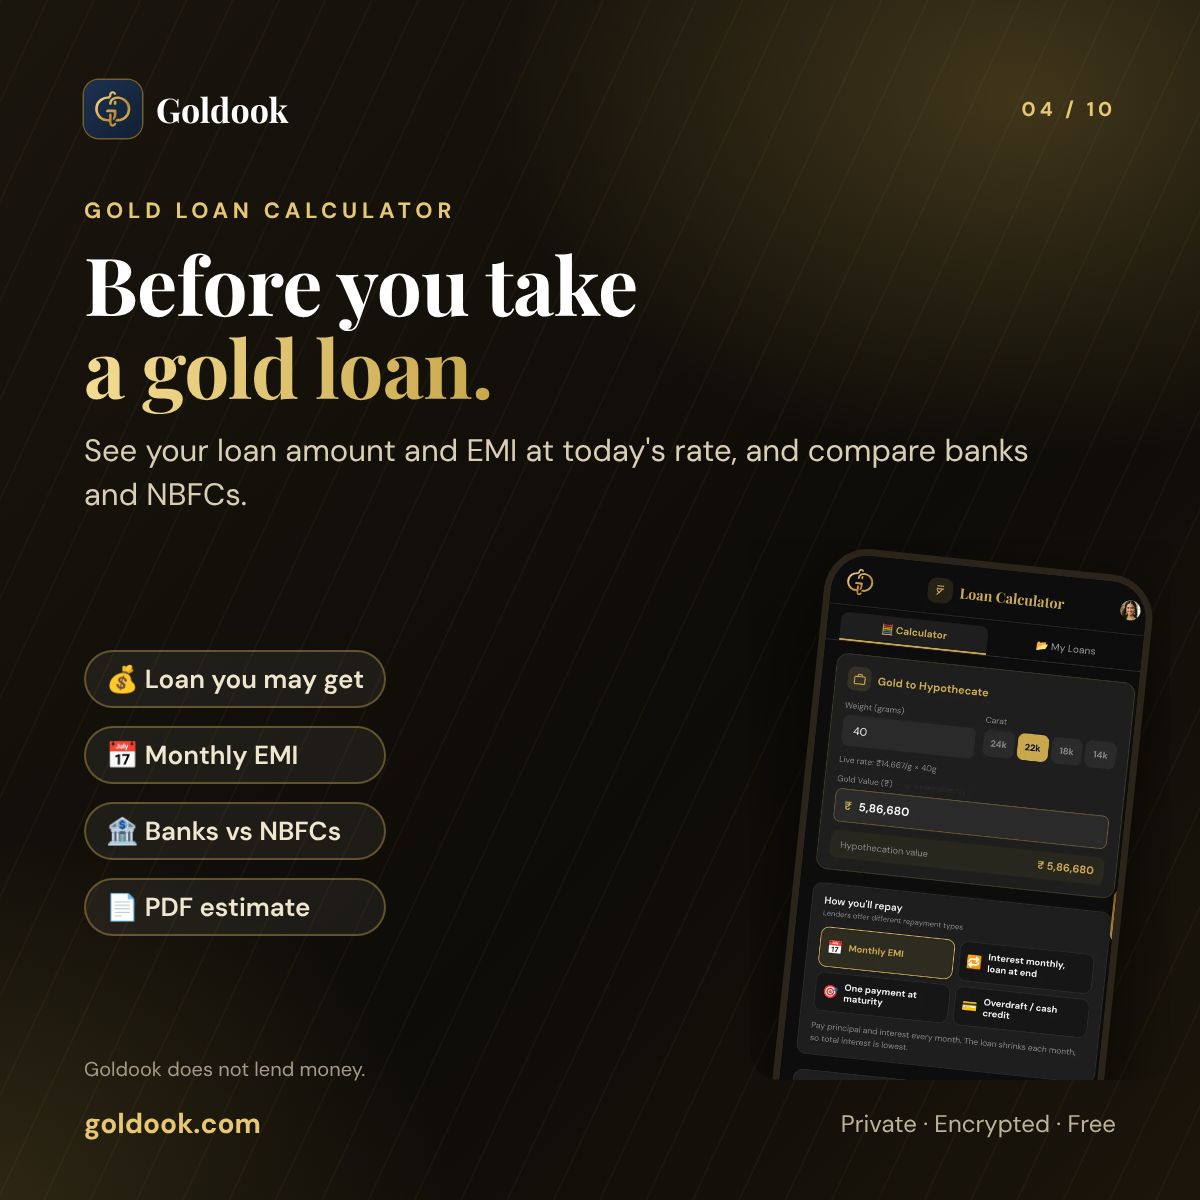 Goldook
04 / 10
GOLD LOAN CALCULATOR
Before you take
a gold loan.
See your loan amount and EMI at today's rate, and compare banks
and NBFCs.
💰 Loan you may get
📅 Monthly EMI
🏦 Banks vs NBFCs
📄 PDF estimate
Loan Calculator
🧮 Calculator
📂 My Loans
Gold to Hypothecate
Weight (grams)
Carat
40
24k 22k 18k 14k
Live rate: ₹14,667/g × 40g
Gold Value (₹)
₹ 5,86,680
Hypothecation value
₹ 5,86,680
How you'll repay
Lenders offer different repayment types
📅 Monthly EMI
🔁 Interest monthly,
loan at end
🎯 One payment at
maturity
💳 Overdraft / cash
credit
Pay principal and interest every month. The loan shrinks each month,
so total interest is lowest.
Goldook does not lend money.
goldook.com
Private · Encrypted · Free